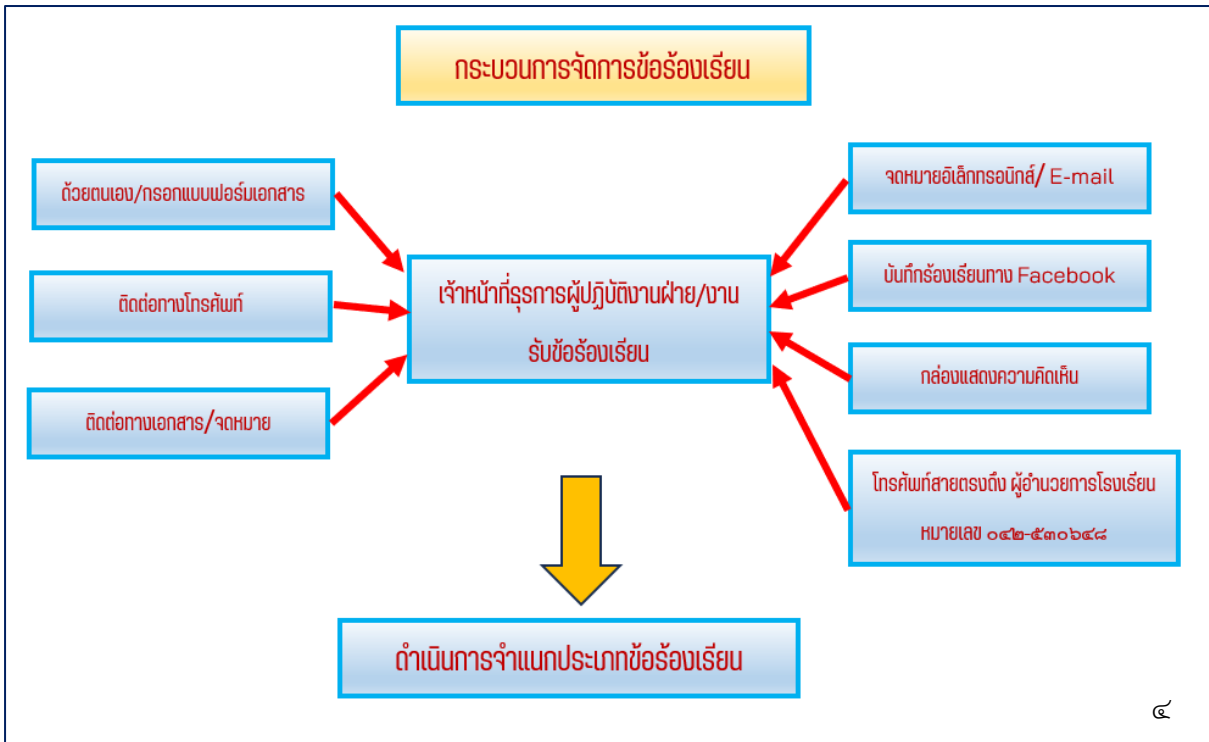 กระบวนการจัดการข้อร้องเรียน
ด้วยตนเอง/กรอกแบบฟอร์มเอกสาร
ติดต่อทางโทรศัพท์
ติดต่อทางเอกสาร/จดหมาย
เจ้าหน้าที่ธุรการผู้ปฏิบัติงานฝ่าย/งาน
รับข้อร้องเรียน
จดหมายอิเล็กทรอนิกส์/ E-mail
บันทึกร้องเรียนทาง Facebook
กล่องแสดงความคิดเห็น
โทรศัพท์สายตรงถึง ผู้อำนวยการโรงเรียน
หมายเลข ๐๔๒-๕๓๐๖๔๘
ดำเนินการจำแนกประเภทข้อร้องเรียน
๔